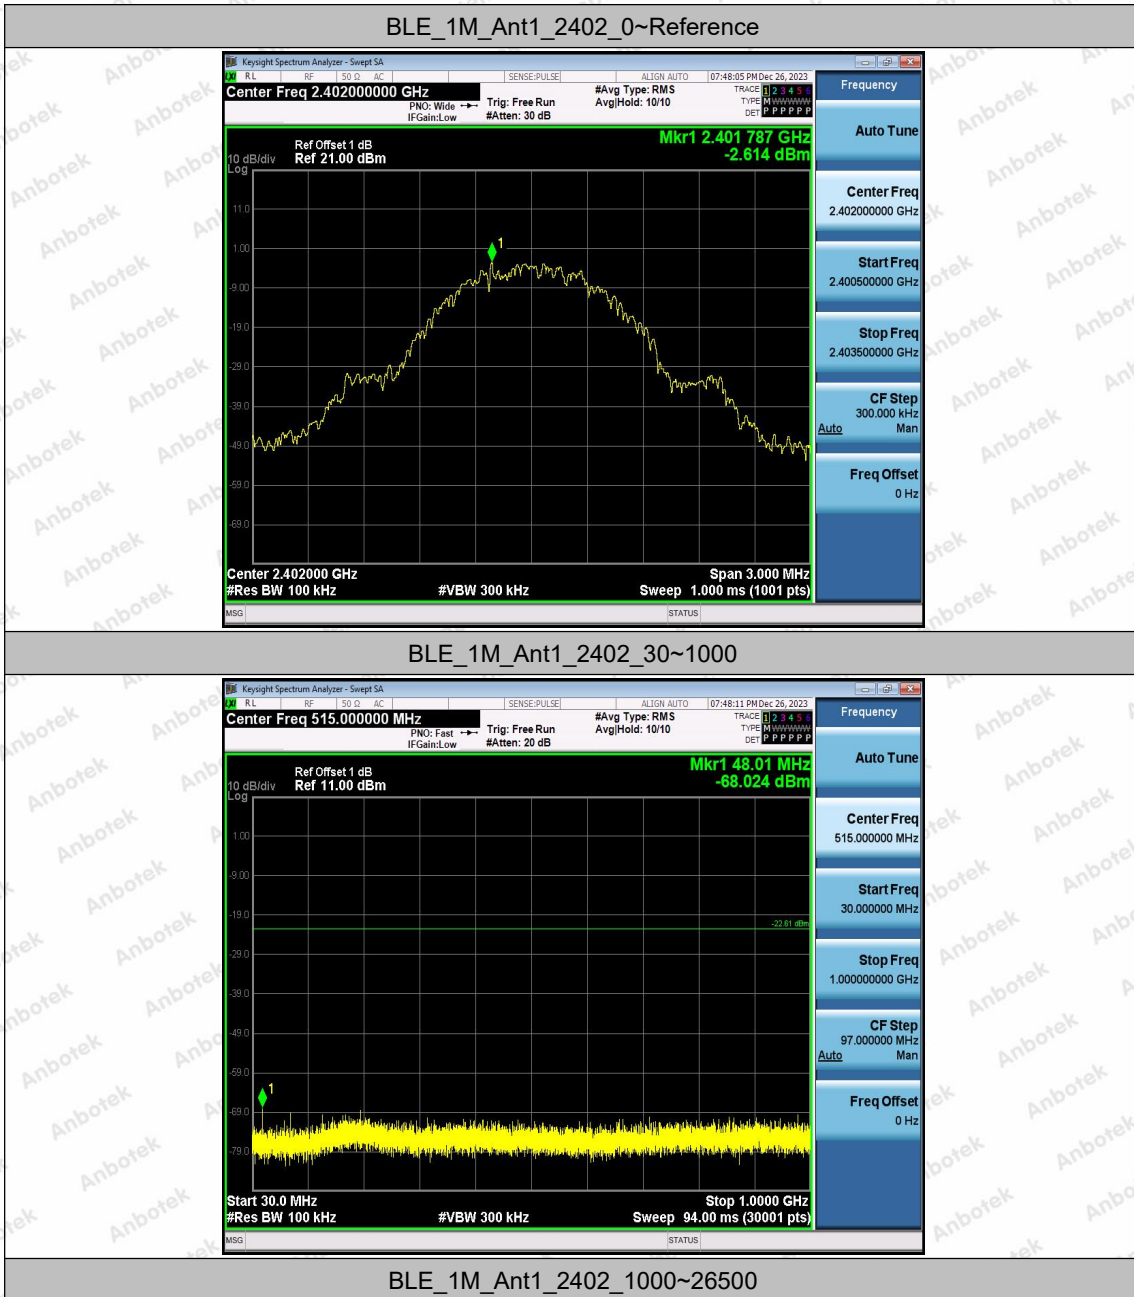 BLE_1M_Ant1_2402_0~Reference
Keysight Spectrum Analyzer - Swept SA
LXI RL RF 50 Ω AC SENSE:PULSE ALIGN AUTO 07:48:05 PM Dec 26, 2023
Center Freq 2.402000000 GHz
PNO: Wide
IFGain:Low
Trig: Free Run
#Atten: 30 dB
#Avg Type: RMS
Avg|Hold: 10/10
TRACE 1 2 3 4 5 6
TYPE M W W W W W
DET P P P P P P
Frequency
Auto Tune
Ref Offset 1 dB
10 dB/div Ref 21.00 dBm
Log
Mkr1 2.401 787 GHz
-2.614 dBm
1
11.0
1.00
-9.00
-19.0
-29.0
-39.0
-49.0
-59.0
-69.0
Center Freq
2.402000000 GHz
Start Freq
2.400500000 GHz
Stop Freq
2.403500000 GHz
CF Step
300.000 kHz
Auto Man
Freq Offset
0 Hz
Center 2.402000 GHz Span 3.000 MHz
#Res BW 100 kHz #VBW 300 kHz Sweep 1.000 ms (1001 pts)
MSG STATUS
BLE_1M_Ant1_2402_30~1000
Keysight Spectrum Analyzer - Swept SA
LXI RL RF 50 Ω AC SENSE:PULSE ALIGN AUTO 07:48:11 PM Dec 26, 2023
Center Freq 515.000000 MHz
PNO: Fast
IFGain:Low
Trig: Free Run
#Atten: 20 dB
#Avg Type: RMS
Avg|Hold: 10/10
TRACE 1 2 3 4 5 6
TYPE M W W W W W
DET P P P P P P
Frequency
Auto Tune
Ref Offset 1 dB
10 dB/div Ref 11.00 dBm
Log
Mkr1 48.01 MHz
-68.024 dBm
1.00
-9.00
-19.0
-22.61 dBm
-29.0
-39.0
-49.0
-59.0
1
-69.0
-79.0
Center Freq
515.000000 MHz
Start Freq
30.000000 MHz
Stop Freq
1.000000000 GHz
CF Step
97.000000 MHz
Auto Man
Freq Offset
0 Hz
Start 30.0 MHz Stop 1.0000 GHz
#Res BW 100 kHz #VBW 300 kHz Sweep 94.00 ms (30001 pts)
MSG STATUS
BLE_1M_Ant1_2402_1000~26500
Anbotek